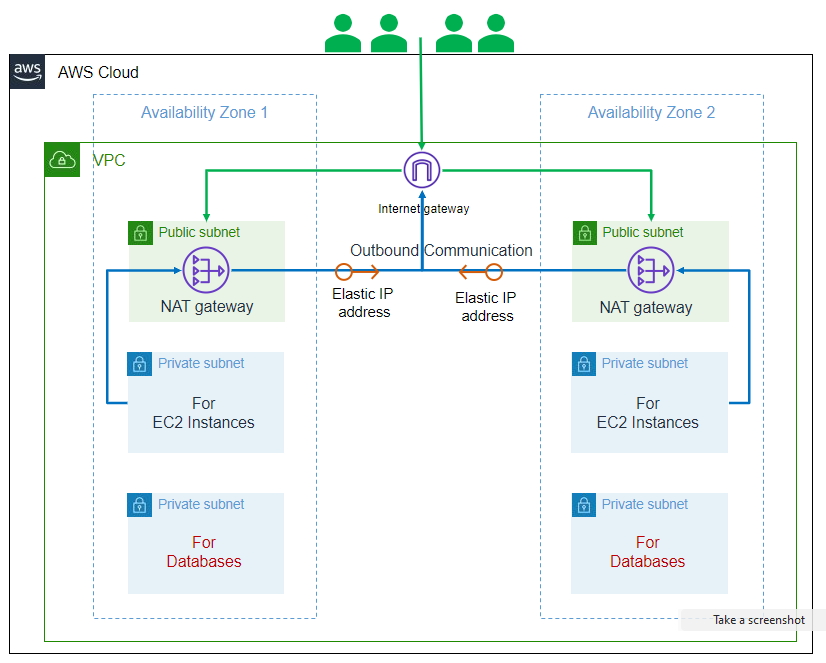 aws
AWS Cloud
Availability Zone 1
Availability Zone 2
VPC
Internet gateway
Public subnet
Public subnet
Outbound Communication
NAT gateway
Elastic IP
address
Elastic IP
address
NAT gateway
Private subnet
Private subnet
For
EC2 Instances
For
EC2 Instances
Private subnet
Private subnet
For
Databases
For
Databases
Take a screenshot